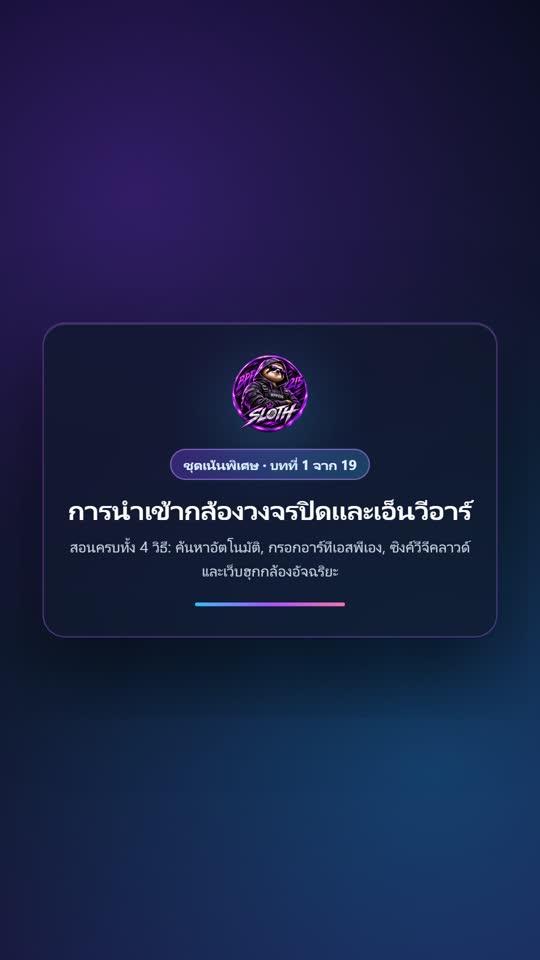 SLOTH
ชุดเน้นพิเศษ · บทที่ 1 จาก 19
การนำเข้ากล้องวงจรปิดและเอ็นวีอาร์
สอนครบทั้ง 4 วิธี: ค้นหาอัตโนมัติ, กรอกอาร์ทีเอสพีเอง, ซิงค์วีจีคลาวด์
และเว็บฮุกกล้องอัจฉริยะ